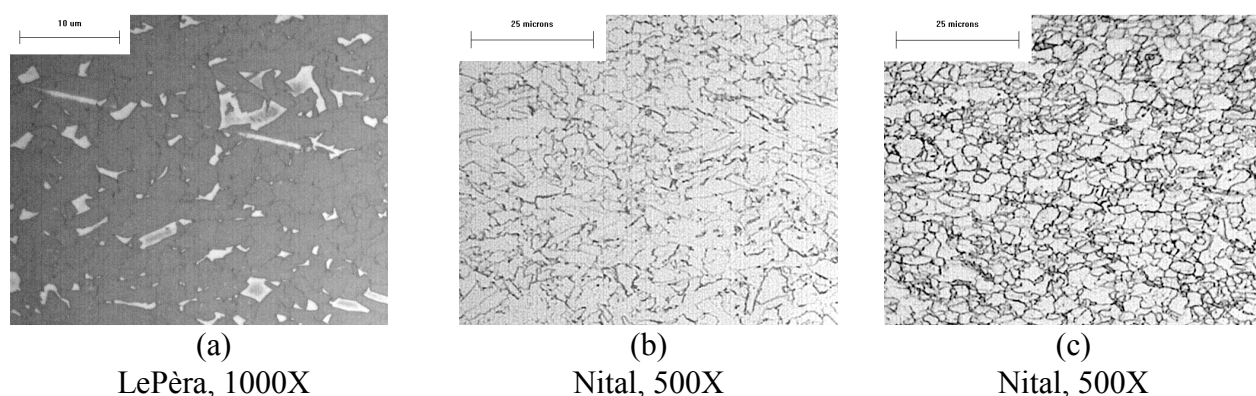 10 um
25 microns
25 microns
(a)
(b)
(c)
LePèra, 1000X
Nital, 500X
Nital, 500X